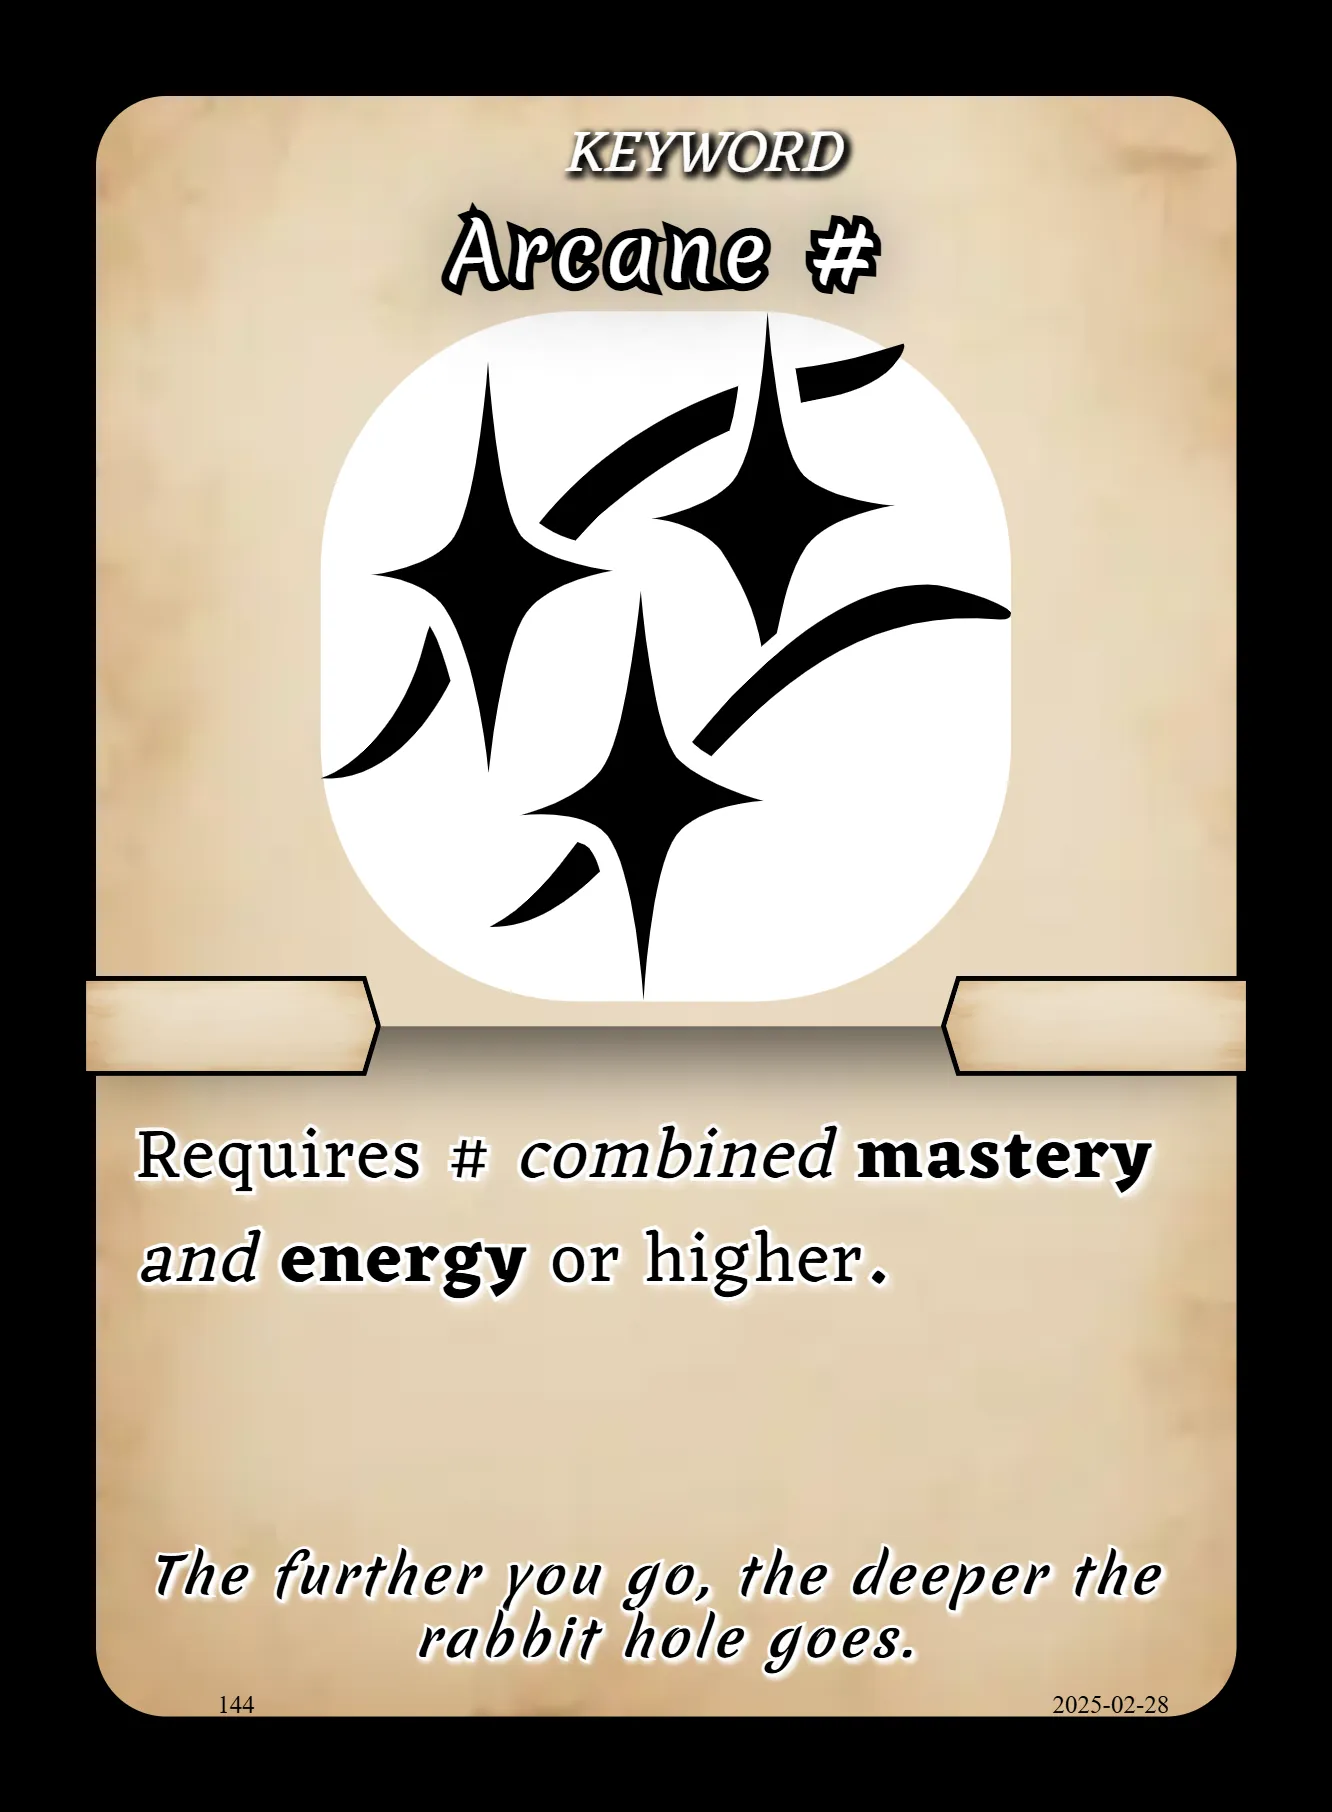 KEYWORD
Arcane #
Requires # combined mastery
and energy or higher.
The further you go, the deeper the
rabbit hole goes.
144
2025-02-28